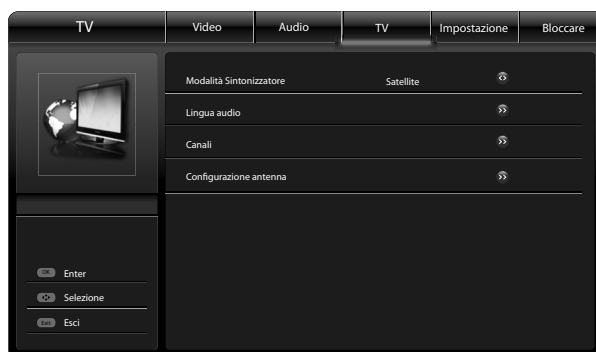 TV Video Audio TV Impostazione Bloccare
Modalità Sintonizzatore Satellite
Lingua audio
Canali
Configurazione antenna
OK Enter
Selezione
Exit Esci